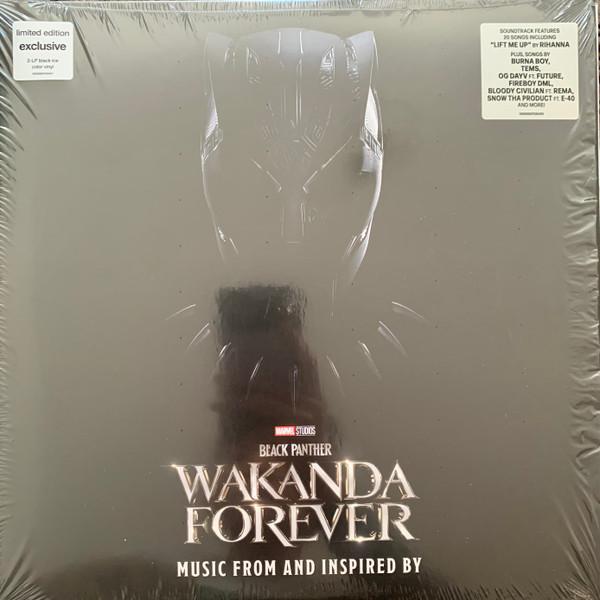 limited edition
exclusive
2-LP black ice
color vinyl
SOUNDTRACK FEATURES
20 SONGS INCLUDING
"LIFT ME UP" BY RIHANNA
PLUS, SONGS BY
BURNA BOY,
TEMS,
OG DAYV FT. FUTURE,
FIREBOY DML,
BLOODY CIVILIAN FT. REMA,
SNOW THA PRODUCT FT. E-40
AND MORE!
MARVEL STUDIOS
BLACK PANTHER
WAKANDA
FOREVER
MUSIC FROM AND INSPIRED BY